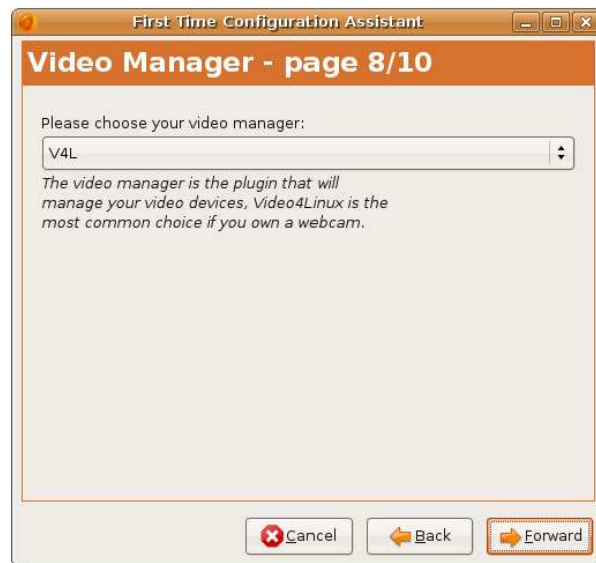 First Time Configuration Assistant
Video Manager - page 8/10
Please choose your video manager:
V4L
The video manager is the plugin that will
manage your video devices, Video4Linux is the
most common choice if you own a webcam.
Cancel Back Forward